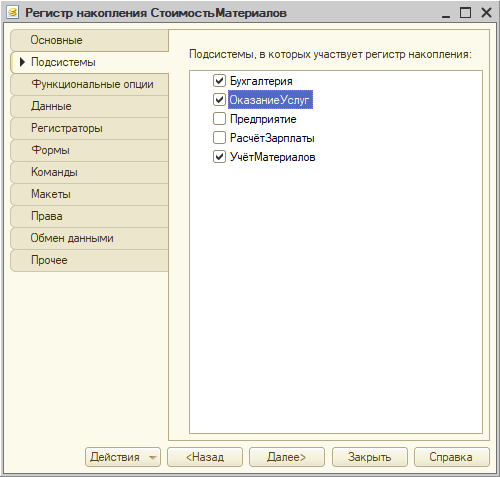 Регистр накопления СтоимостьМатериалов
Основные
Подсистемы
Функциональные опции
Данные
Регистраторы
Формы
Команды
Макеты
Права
Обмен данными
Прочее
Подсистемы, в которых участвует регистр накопления:
Бухгалтерия
ОказаниеУслуг
Предприятие
РасчётЗарплаты
УчётМатериалов
Действия
<Назад
Далее>
Закрыть
Справка